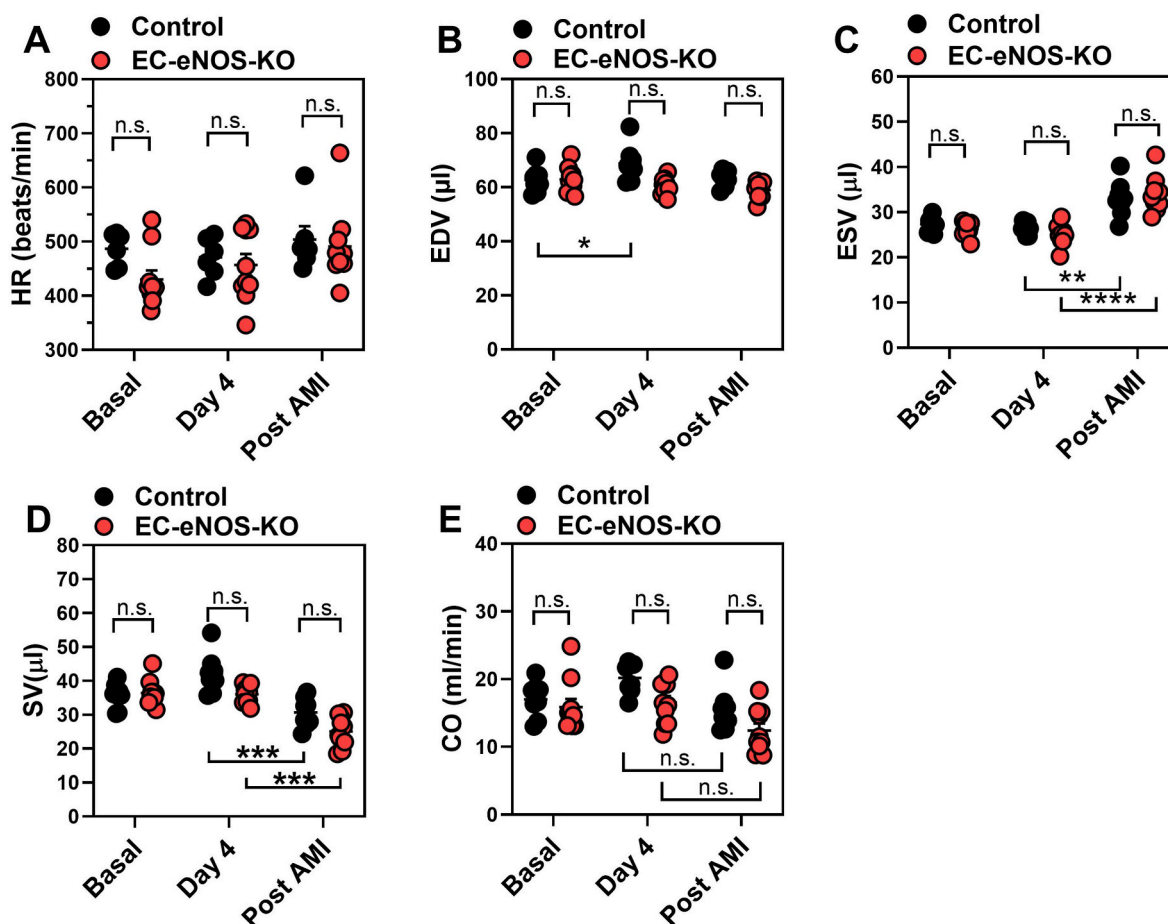 A
Control
EC-eNOS-KO
HR (beats/min)
800
700
600
500
400
300
n.s.
n.s.
n.s.
Basal
Day 4
Post AMI
B
Control
EC-eNOS-KO
EDV (µl)
100
80
60
40
20
0
n.s.
n.s.
n.s.
*
Basal
Day 4
Post AMI
C
Control
EC-eNOS-KO
ESV (µl)
60
50
40
30
20
10
0
n.s.
n.s.
n.s.
**
****
Basal
Day 4
Post AMI
D
Control
EC-eNOS-KO
SV(µl)
80
70
60
50
40
30
20
10
0
n.s.
n.s.
n.s.
***
***
Basal
Day 4
Post AMI
E
Control
EC-eNOS-KO
CO (ml/min)
40
30
20
10
0
n.s.
n.s.
n.s.
n.s.
n.s.
Basal
Day 4
Post AMI